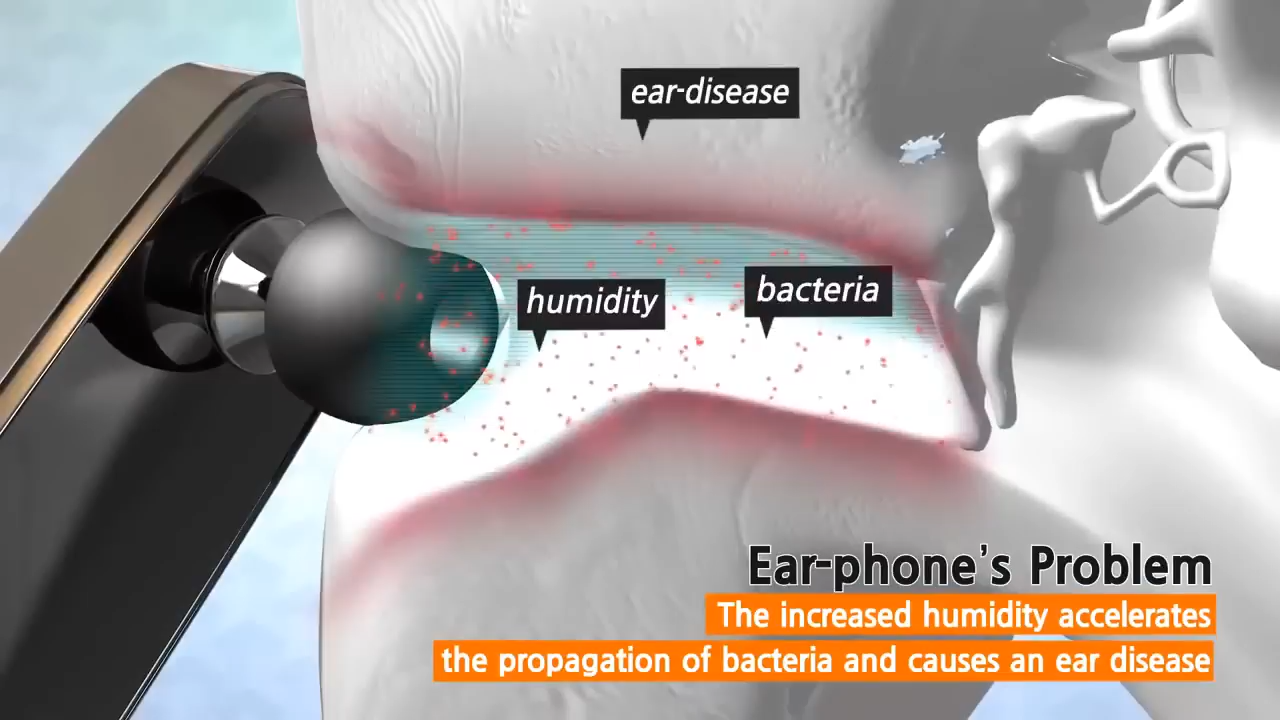 ear-disease
humidity
bacteria
Ear-phone's Problem
The increased humidity accelerates
the propagation of bacteria and causes an ear disease